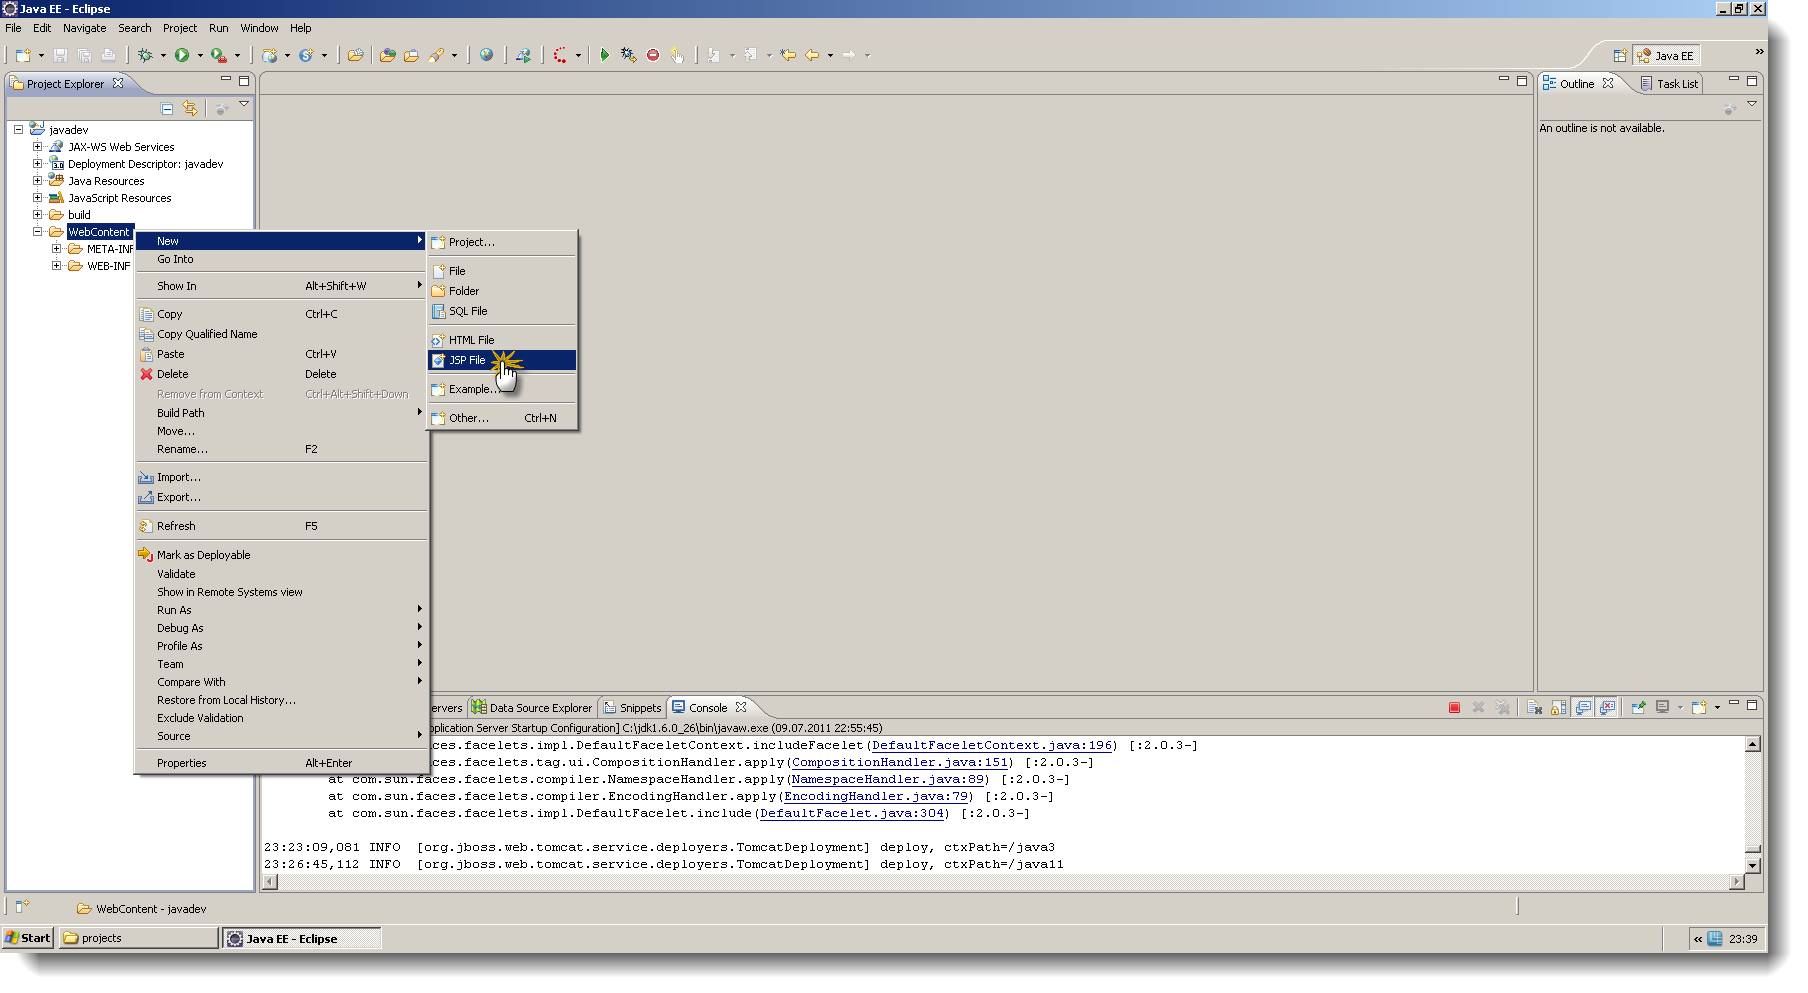 Java EE - Eclipse
File Edit Navigate Search Project Run Window Help
Java EE
Project Explorer
Outline Task List
An outline is not available.
javadev
JAX-WS Web Services
3.0 Deployment Descriptor: javadev
Java Resources
JavaScript Resources
build
WebContent
META-INF
WEB-INF
New
Go Into
Show In Alt+Shift+W
Copy Ctrl+C
Copy Qualified Name
Paste Ctrl+V
Delete Delete
Remove from Context Ctrl+Alt+Shift+Down
Build Path
Move...
Rename... F2
Import...
Export...
Refresh F5
Mark as Deployable
Validate
Show in Remote Systems view
Run As
Debug As
Profile As
Team
Compare With
Restore from Local History...
Exclude Validation
Source
Properties Alt+Enter
Project...
File
Folder
SQL File
HTML File
JSP File
Example...
Other... Ctrl+N
ervers Data Source Explorer Snippets Console
plication Server Startup Configuration] C:\jdk1.6.0_26\bin\javaw.exe (09.07.2011 22:55:45)
faces.facelets.impl.DefaultFaceletContext.includeFacelet(DefaultFaceletContext.java:196) [:2.0.3-]
faces.facelets.tag.ui.CompositionHandler.apply(CompositionHandler.java:151) [:2.0.3-]
at com.sun.faces.facelets.compiler.NamespaceHandler.apply(NamespaceHandler.java:89) [:2.0.3-]
at com.sun.faces.facelets.compiler.EncodingHandler.apply(EncodingHandler.java:79) [:2.0.3-]
at com.sun.faces.facelets.impl.DefaultFacelet.include(DefaultFacelet.java:304) [:2.0.3-]
23:23:09,081 INFO [org.jboss.web.tomcat.service.deployers.TomcatDeployment] deploy, ctxPath=/java3
23:26:45,112 INFO [org.jboss.web.tomcat.service.deployers.TomcatDeployment] deploy, ctxPath=/java11
WebContent - javadev
Start projects Java EE - Eclipse 23:39